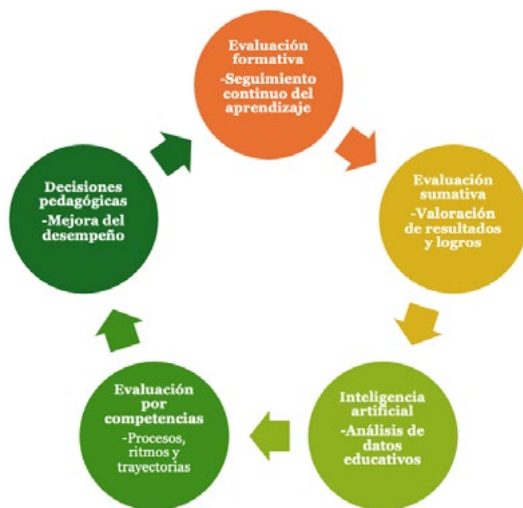 Evaluación
formativa
-Seguimiento
continuo del
aprendizaje
Evaluación
sumativa
-Valoración
de resultados
y logros
Inteligencia
artificial
-Análisis de
datos
educativos
Evaluación
por
competencias
-Procesos,
ritmos y
trayectorias
Decisiones
pedagógicas
-Mejora del
desempeño